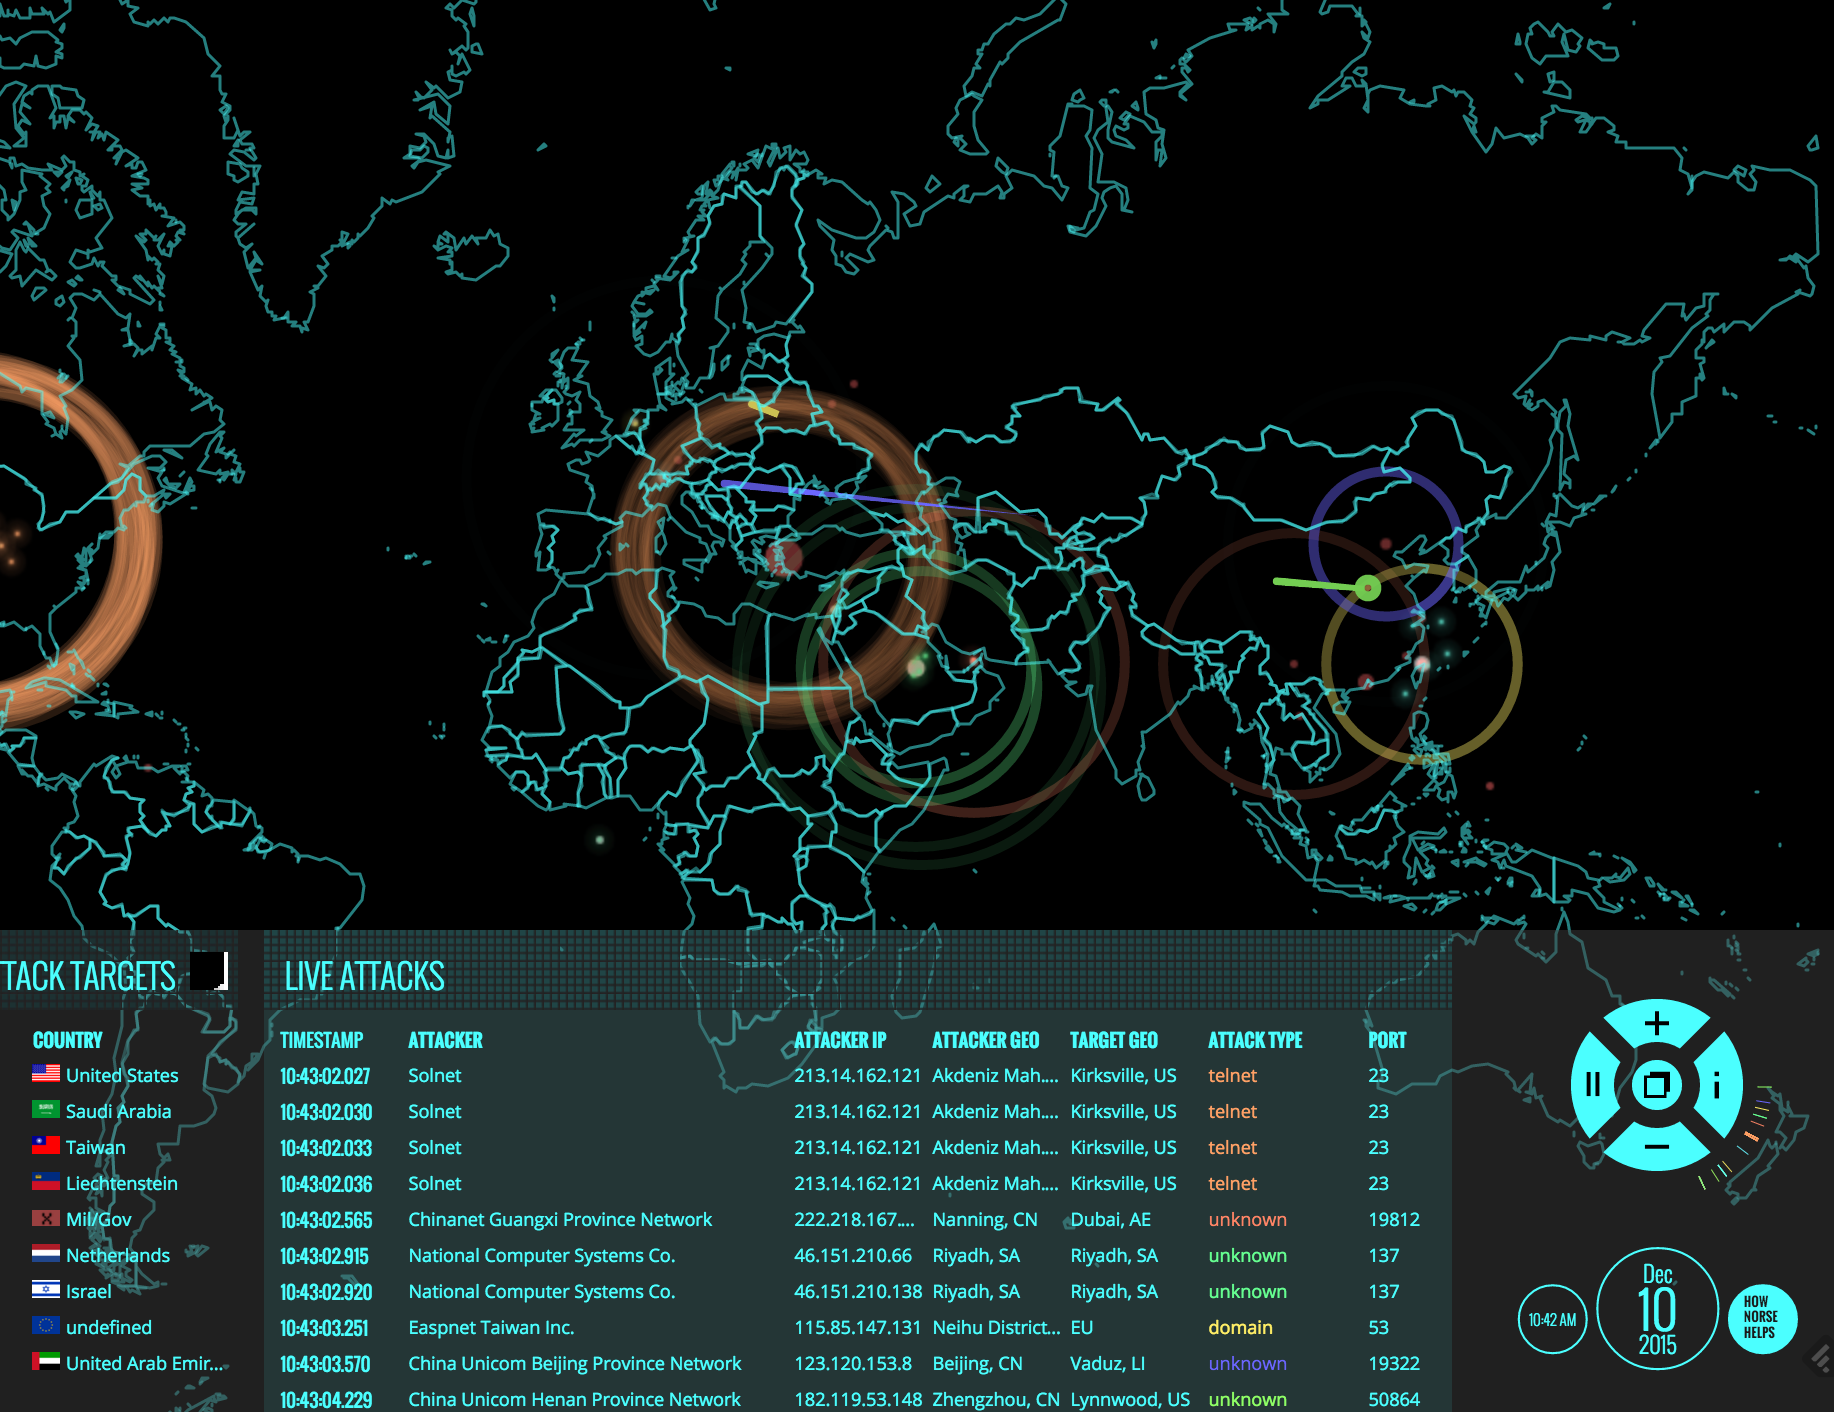 TACK TARGETS
COUNTRY
United States
Saudi Arabia
Taiwan
Liechtenstein
Mil/Gov
Netherlands
Israel
undefined
United Arab Emir...
LIVE ATTACKS
TIMESTAMP ATTACKER ATTACKER IP ATTACKER GEO TARGET GEO ATTACK TYPE PORT
10:43:02.027 Solnet 213.14.162.121 Akdeniz Mah.... Kirksville, US telnet 23
10:43:02.030 Solnet 213.14.162.121 Akdeniz Mah.... Kirksville, US telnet 23
10:43:02.033 Solnet 213.14.162.121 Akdeniz Mah.... Kirksville, US telnet 23
10:43:02.036 Solnet 213.14.162.121 Akdeniz Mah.... Kirksville, US telnet 23
10:43:02.565 Chinanet Guangxi Province Network 222.218.167.... Nanning, CN Dubai, AE unknown 19812
10:43:02.915 National Computer Systems Co. 46.151.210.66 Riyadh, SA Riyadh, SA unknown 137
10:43:02.920 National Computer Systems Co. 46.151.210.138 Riyadh, SA Riyadh, SA unknown 137
10:43:03.251 Easpnet Taiwan Inc. 115.85.147.131 Neihu District... EU domain 53
10:43:03.570 China Unicom Beijing Province Network 123.120.153.8 Beijing, CN Vaduz, LI unknown 19322
10:43:04.229 China Unicom Henan Province Network 182.119.53.148 Zhengzhou, CN Lynnwood, US unknown 50864
+
i
−
10:42 AM
Dec
10
2015
HOW
NORSE
HELPS